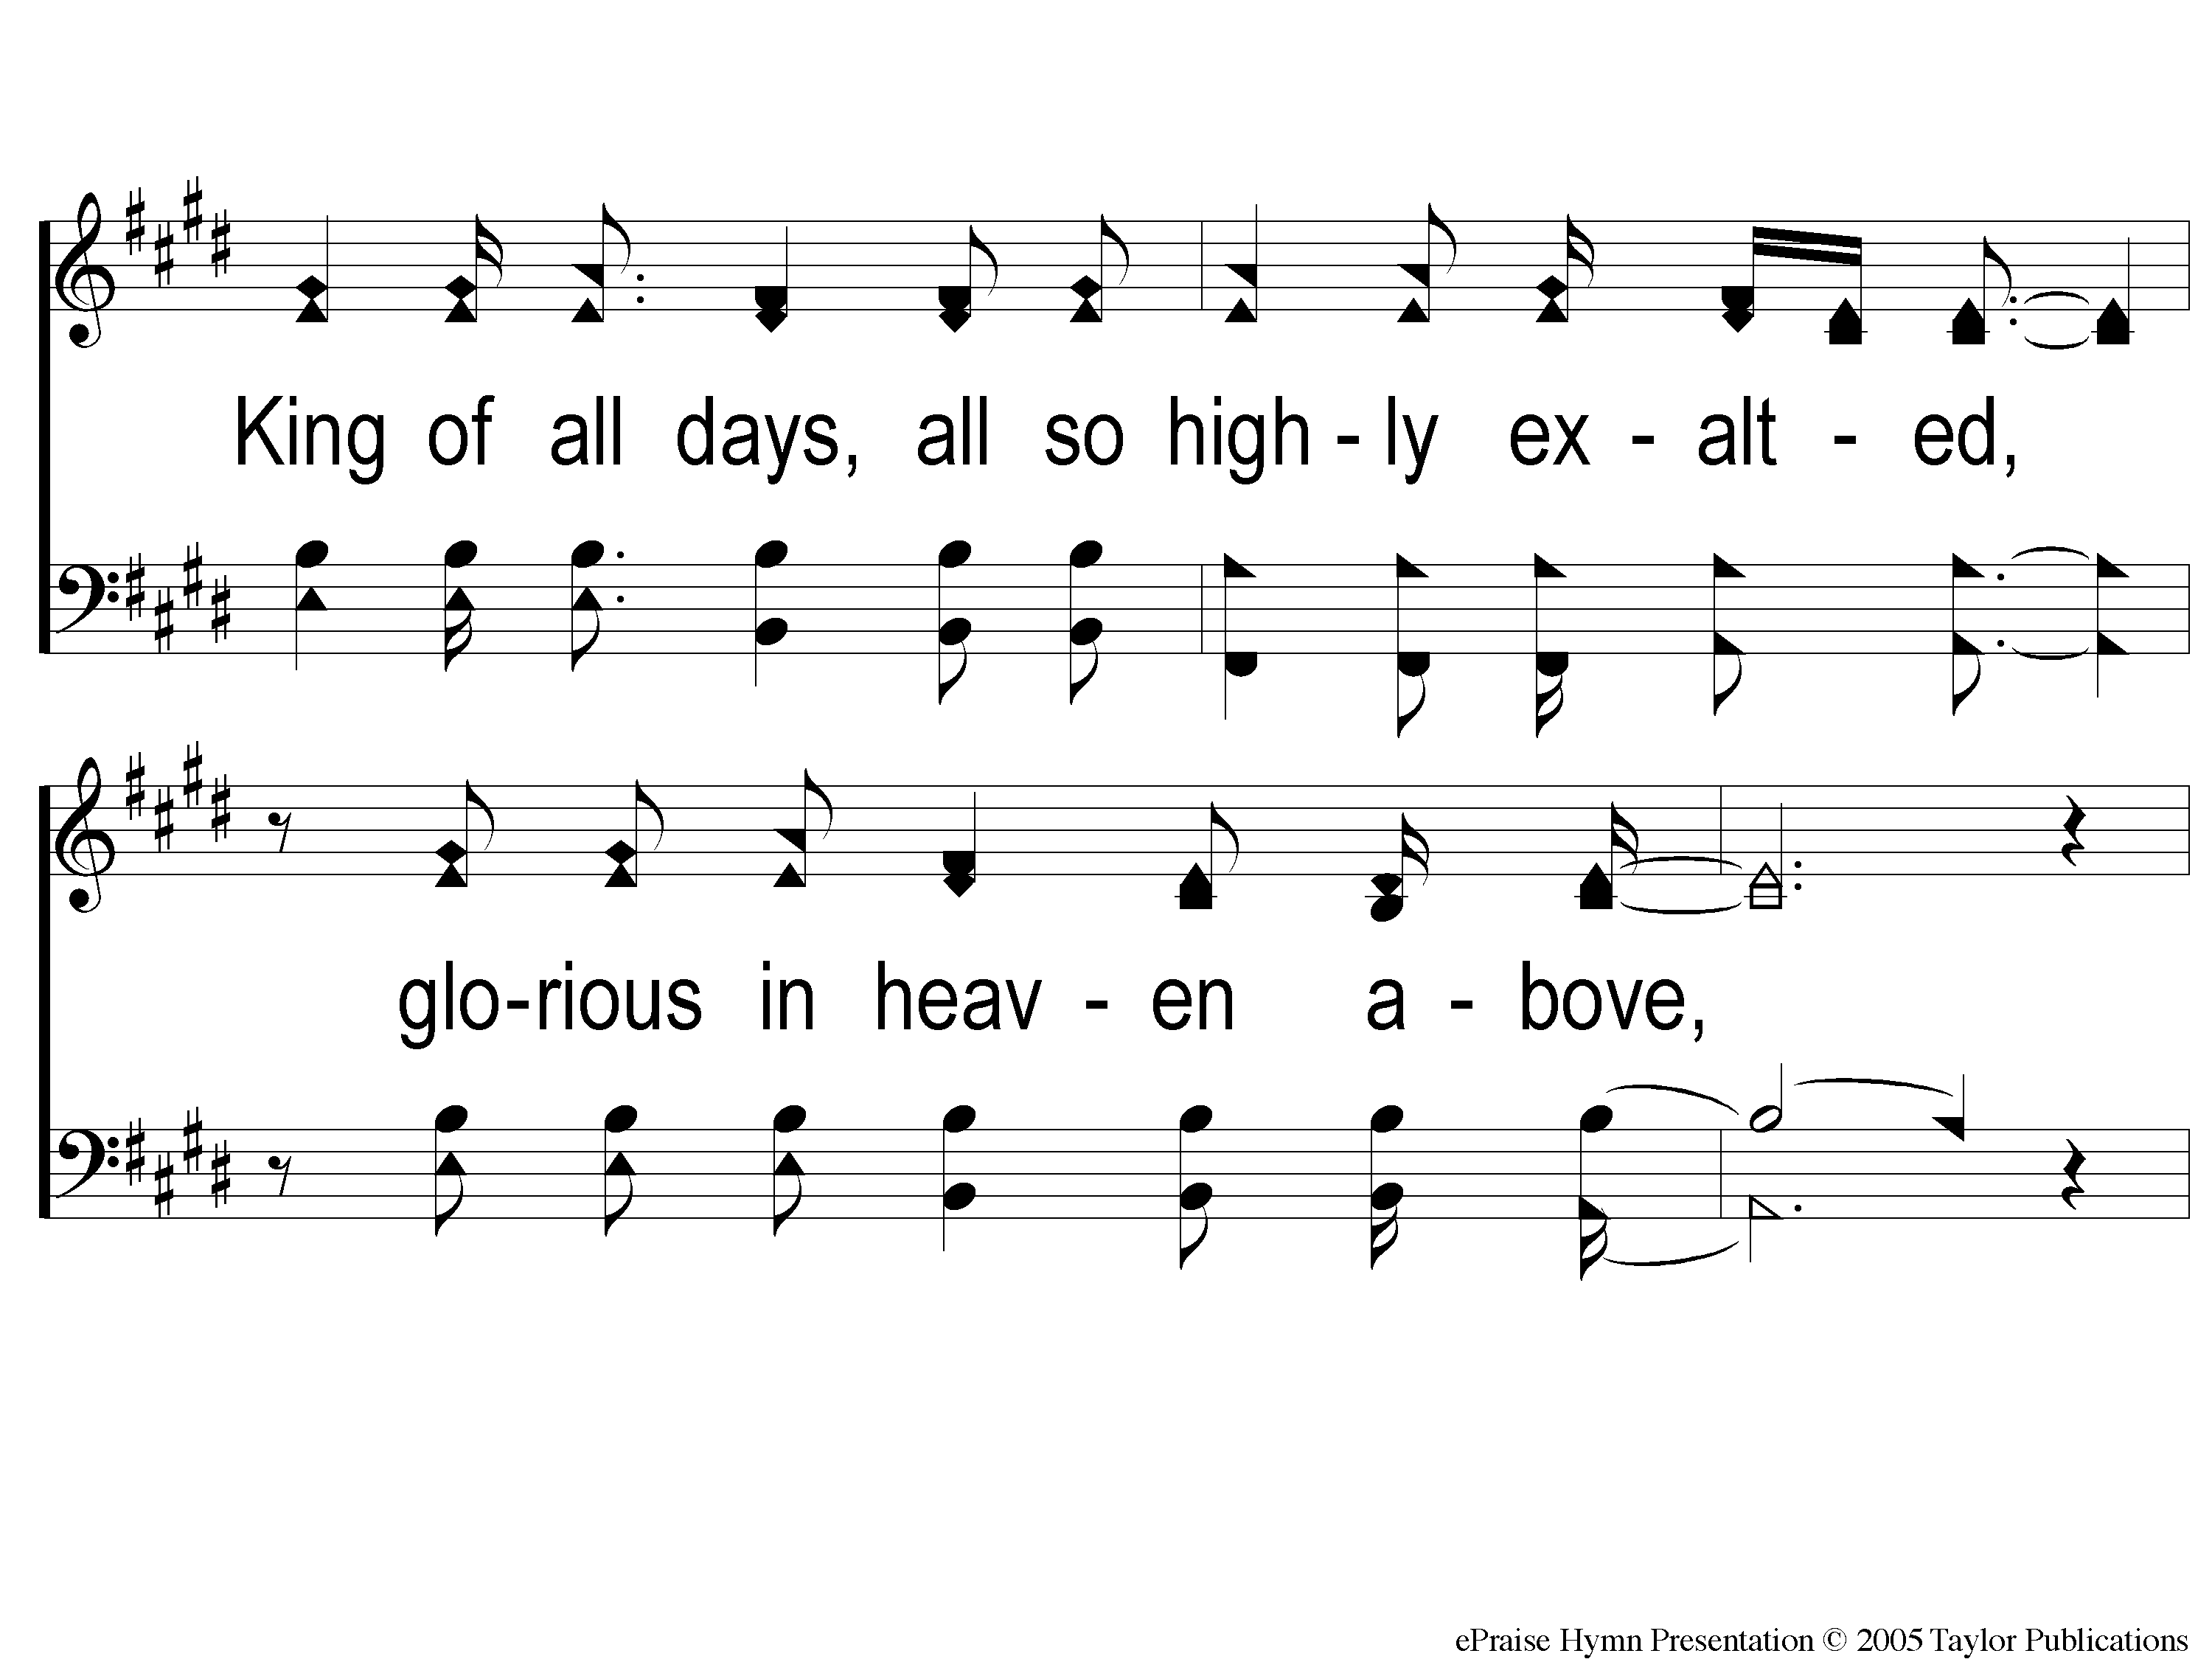 King of all days, all so high - ly ex - alt - ed,
glo-rious in heav - en a - bove,
ePraise Hymn Presentation © 2005 Taylor Publications